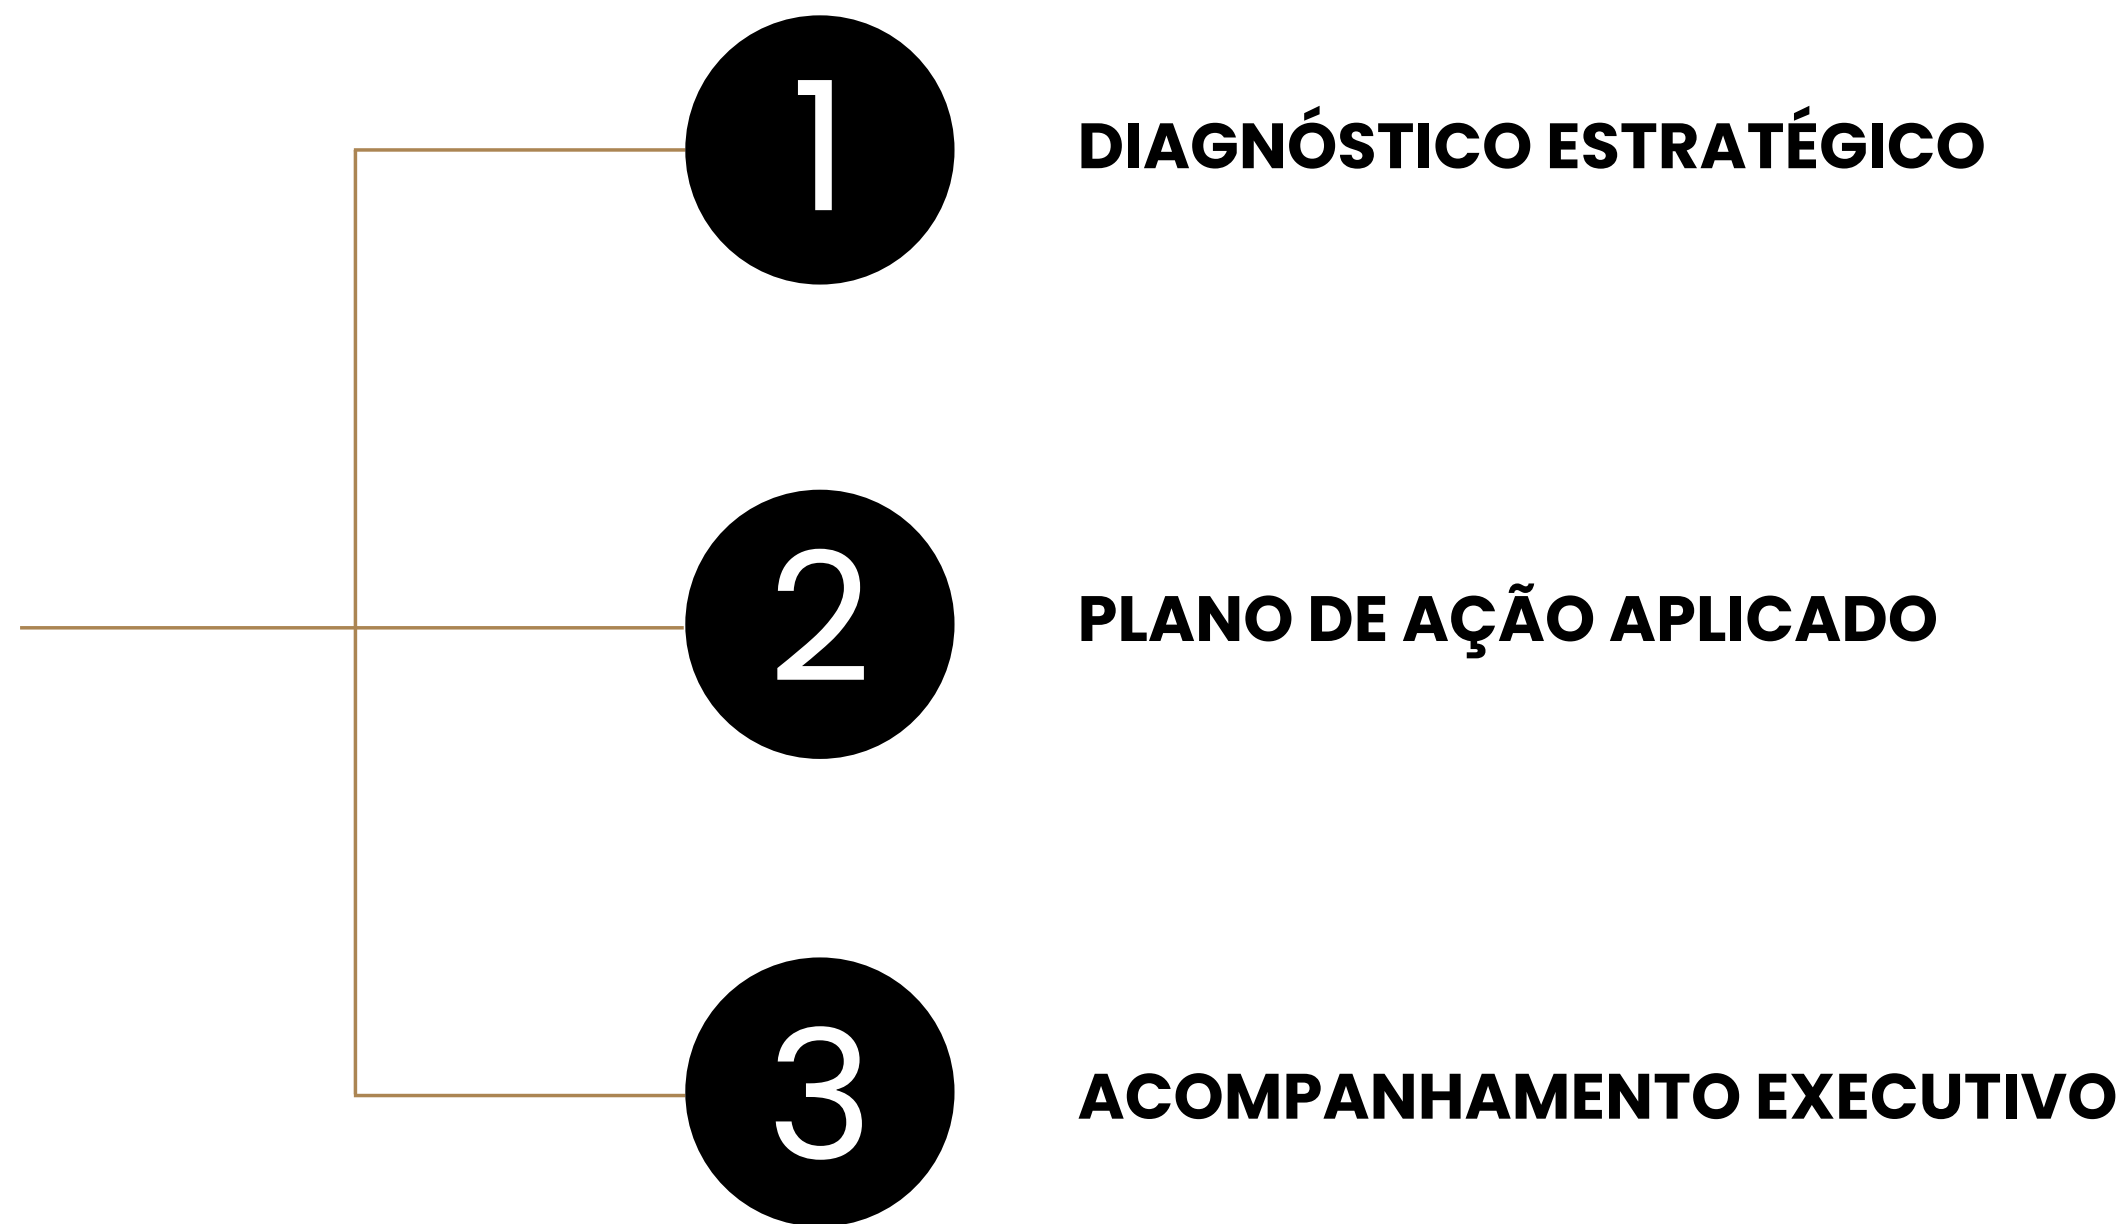 1
DIAGNÓSTICO ESTRATÉGICO
2
PLANO DE AÇÃO APLICADO
3
ACOMPANHAMENTO EXECUTIVO